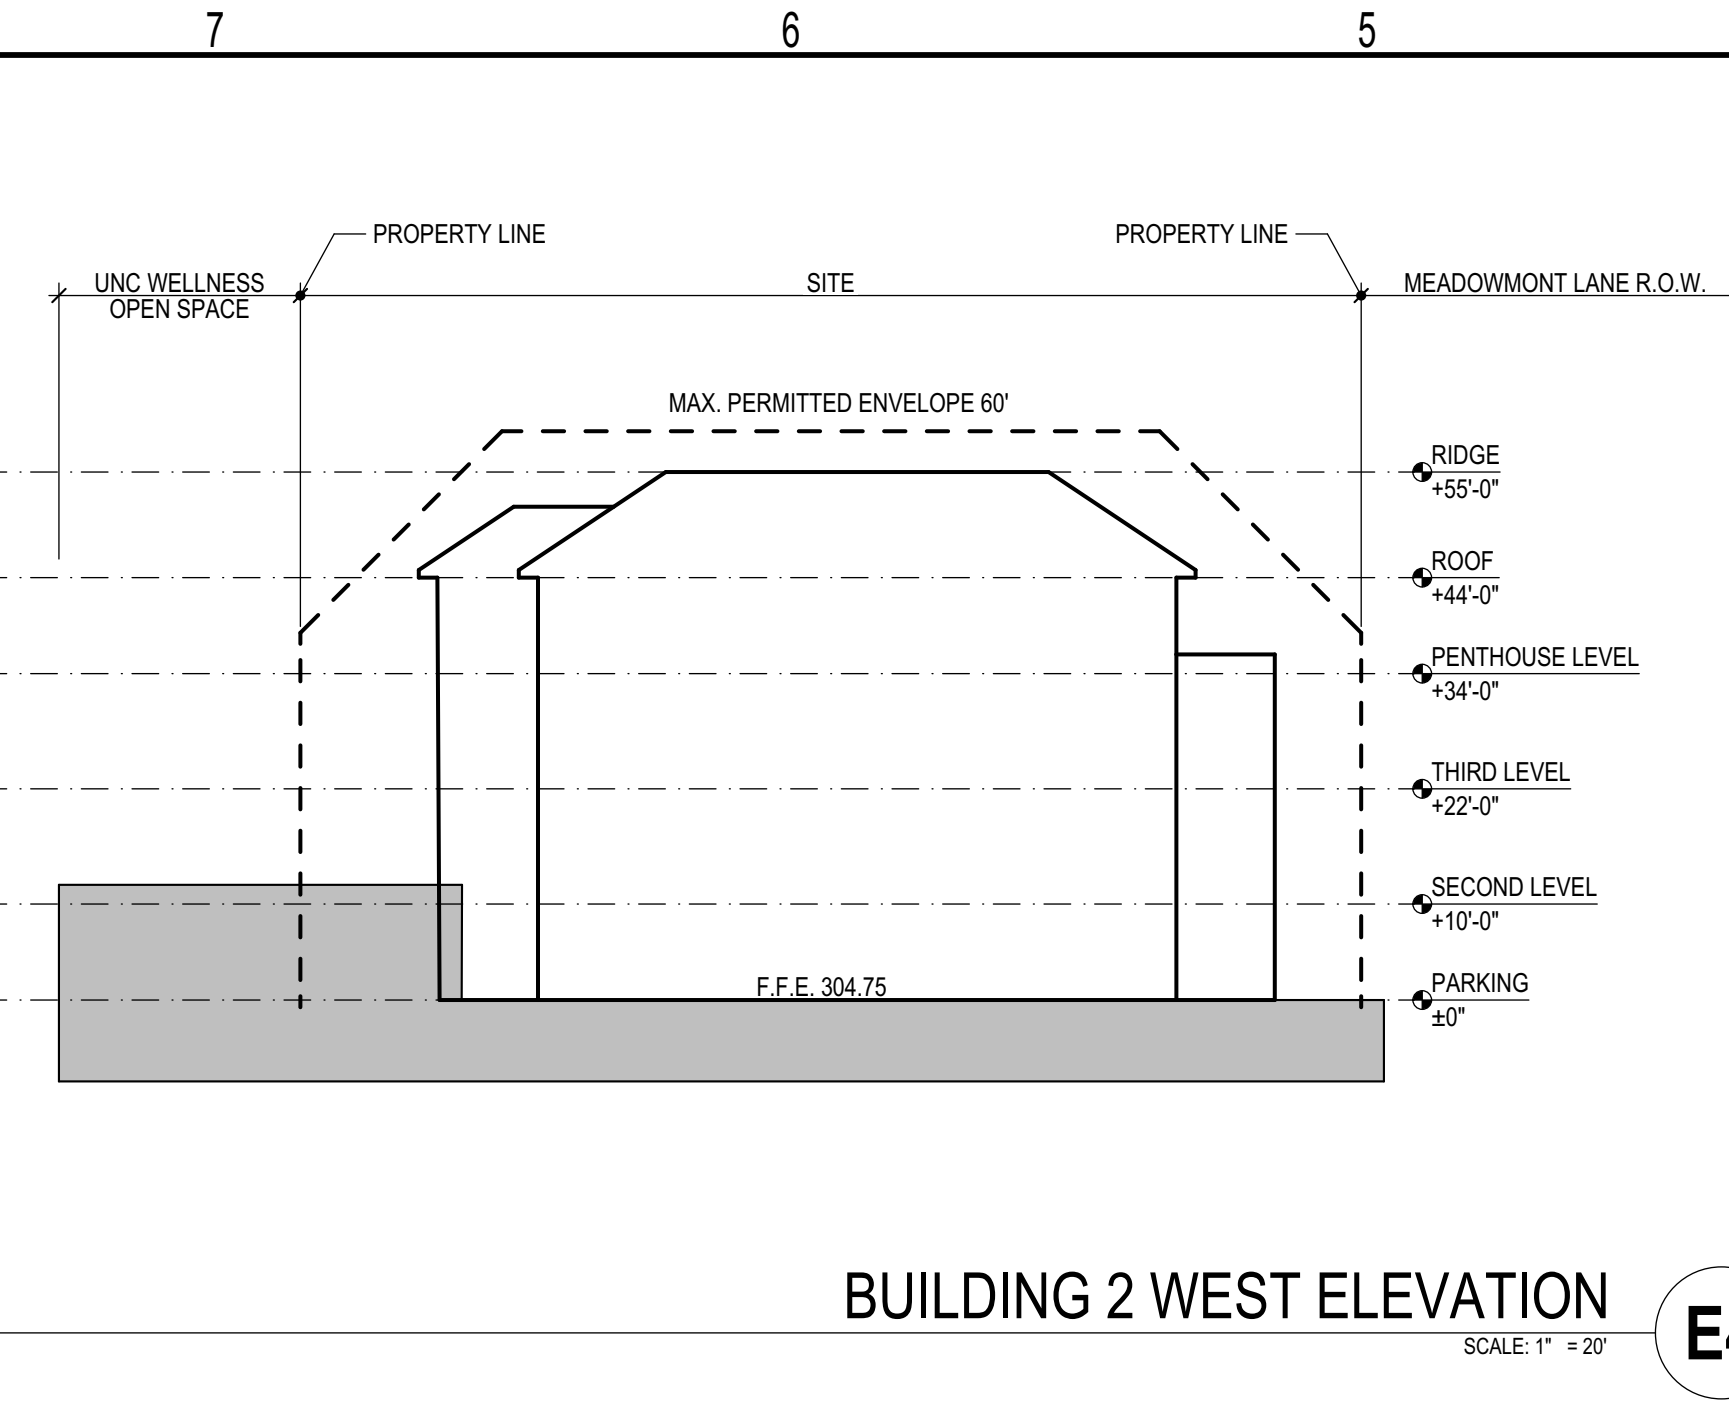 7 6 5
PROPERTY LINE PROPERTY LINE
UNC WELLNESS
OPEN SPACE
SITE
MEADOWMONT LANE R.O.W.
MAX. PERMITTED ENVELOPE 60'
RIDGE
+55'-0"
ROOF
+44'-0"
PENTHOUSE LEVEL
+34'-0"
THIRD LEVEL
+22'-0"
SECOND LEVEL
+10'-0"
F.F.E. 304.75
PARKING
±0"
BUILDING 2 WEST ELEVATION
SCALE: 1" = 20'